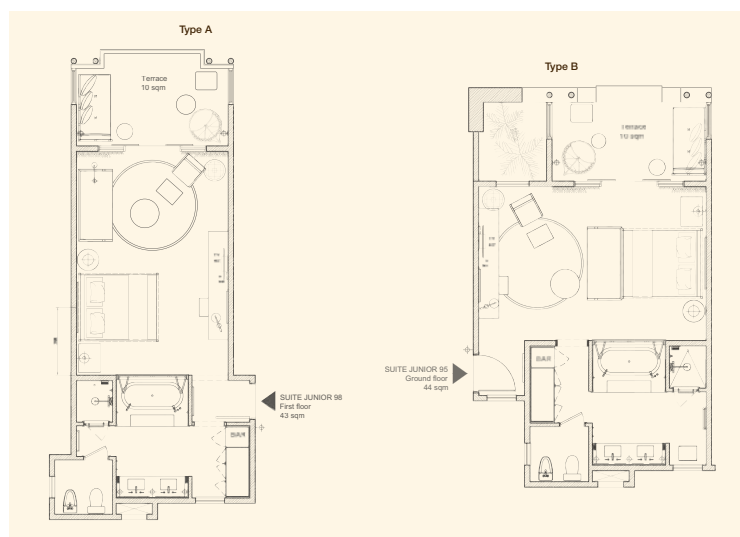 Type A
Terrace
10 sqm
BAR
SUITE JUNIOR 98
First floor
43 sqm
Type B
Terrace
10 sqm
BAR
SUITE JUNIOR 95
Ground floor
44 sqm